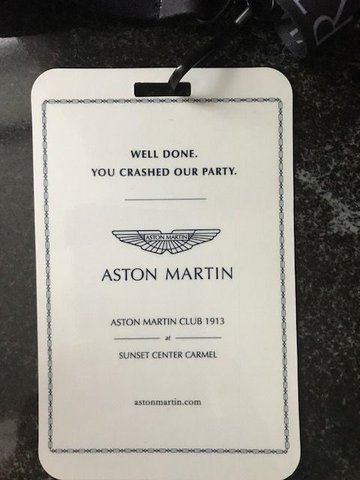 WELL DONE.
YOU CRASHED OUR PARTY.
ASTON MARTIN
ASTON MARTIN
ASTON MARTIN CLUB 1913
at
SUNSET CENTER CARMEL
astonmartin.com